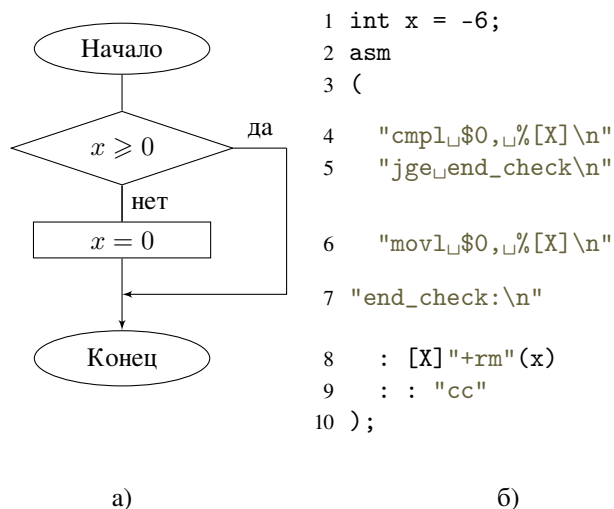 Начало
x ⩾ 0
да
нет
x = 0
Конец
а)
1 int x = -6;
2 asm
3 (
4 "cmpl␣$0,␣%[X]\n"
5 "jge␣end_check\n"
6 "movl␣$0,␣%[X]\n"
7 "end_check:\n"
8 : [X]"+rm"(x)
9 : : "cc"
10 );
б)